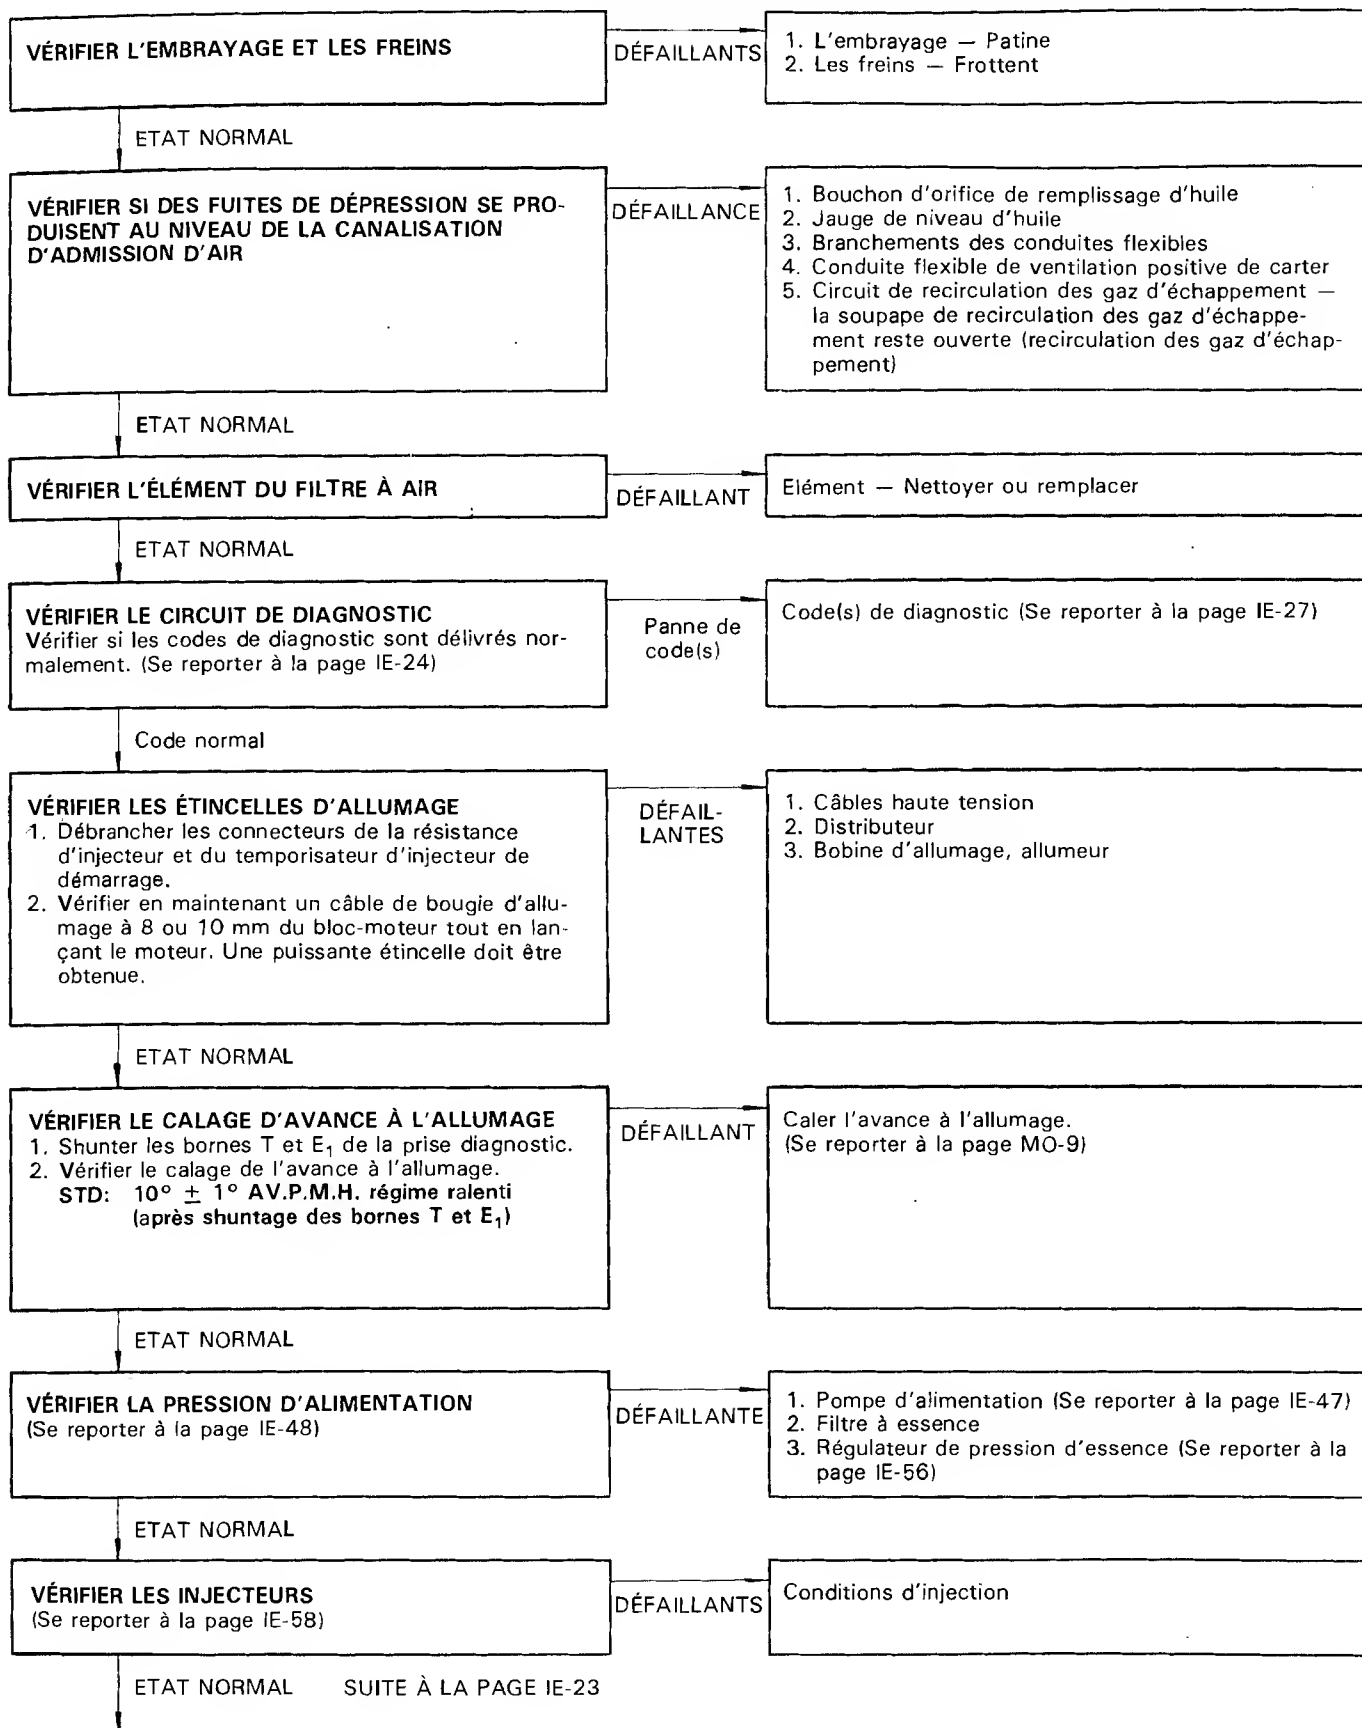 VÉRIFIER L'EMBRAYAGE ET LES FREINS
DÉFAILLANTS
1. L'embrayage — Patine
2. Les freins — Frottent
ETAT NORMAL
VÉRIFIER SI DES FUITES DE DÉPRESSION SE PRO-
DUISENT AU NIVEAU DE LA CANALISATION
D'ADMISSION D'AIR
DÉFAILLANCE
1. Bouchon d'orifice de remplissage d'huile
2. Jauge de niveau d'huile
3. Branchements des conduites flexibles
4. Conduite flexible de ventilation positive de carter
5. Circuit de recirculation des gaz d'échappement —
la soupape de recirculation des gaz d'échappe-
ment reste ouverte (recirculation des gaz d'échap-
pement)
ETAT NORMAL
VÉRIFIER L'ÉLÉMENT DU FILTRE À AIR
DÉFAILLANT
Elément — Nettoyer ou remplacer
ETAT NORMAL
VÉRIFIER LE CIRCUIT DE DIAGNOSTIC
Vérifier si les codes de diagnostic sont délivrés nor-
malement. (Se reporter à la page IE-24)
Panne de
code(s)
Code(s) de diagnostic (Se reporter à la page IE-27)
Code normal
VÉRIFIER LES ÉTINCELLES D'ALLUMAGE
1. Débrancher les connecteurs de la résistance
d'injecteur et du temporisateur d'injecteur de
démarrage.
2. Vérifier en maintenant un câble de bougie d'allu-
mage à 8 ou 10 mm du bloc-moteur tout en lan-
çant le moteur. Une puissante étincelle doit être
obtenue.
DÉFAIL-
LANTES
1. Câbles haute tension
2. Distributeur
3. Bobine d'allumage, allumeur
ETAT NORMAL
VÉRIFIER LE CALAGE D'AVANCE À L'ALLUMAGE
1. Shunter les bornes T et E₁ de la prise diagnostic.
2. Vérifier le calage de l'avance à l'allumage.
STD: 10° ± 1° AV.P.M.H. régime ralenti
(après shuntage des bornes T et E₁)
DÉFAILLANT
Caler l'avance à l'allumage.
(Se reporter à la page MO-9)
ETAT NORMAL
VÉRIFIER LA PRESSION D'ALIMENTATION
(Se reporter à la page IE-48)
DÉFAILLANTE
1. Pompe d'alimentation (Se reporter à la page IE-47)
2. Filtre à essence
3. Régulateur de pression d'essence (Se reporter à la
page IE-56)
ETAT NORMAL
VÉRIFIER LES INJECTEURS
(Se reporter à la page IE-58)
DÉFAILLANTS
Conditions d'injection
ETAT NORMAL SUITE À LA PAGE IE-23